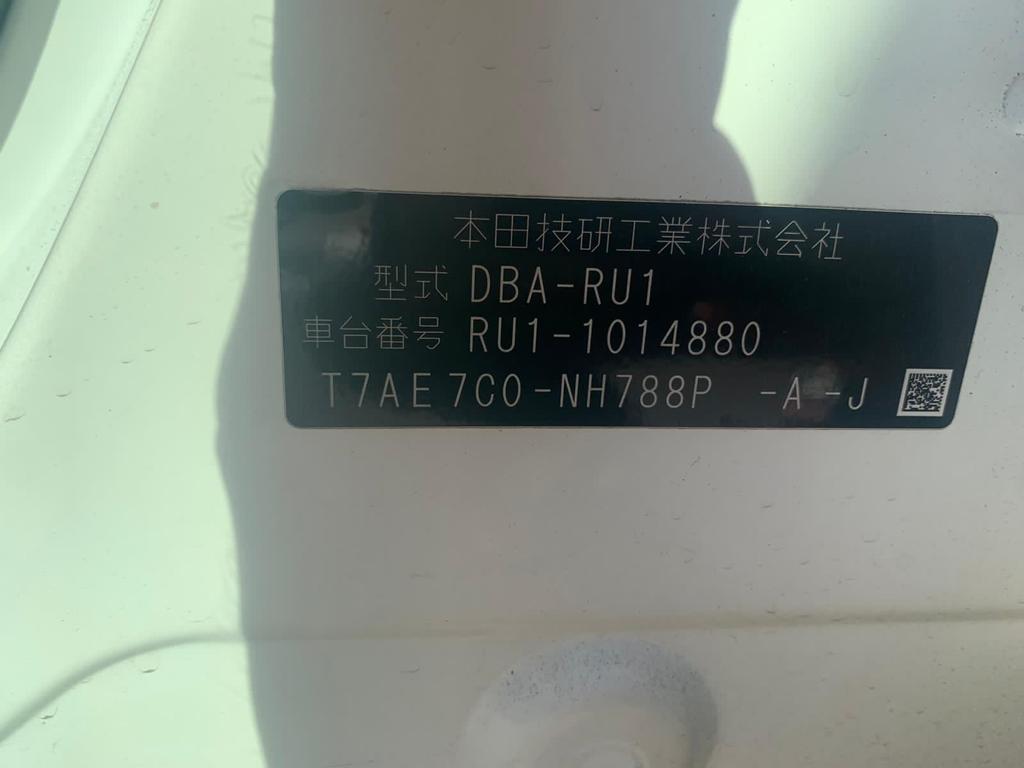 本田技研工業株式会社
型式 DBA-RU1
車台番号 RU1-1014880
T7AE7C0-NH788P -A -J